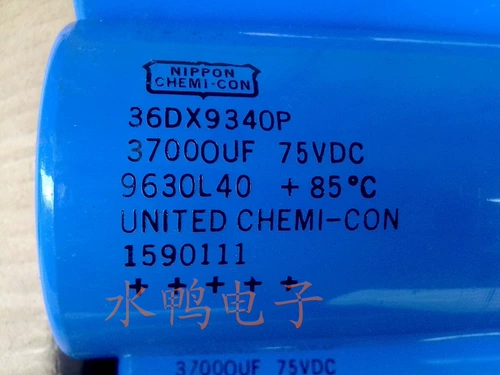 NIPPON
CHEMI-CON
36DX9340P
37000UF 75VDC
9630L40 +85°C
UNITED CHEMI-CON
1590111
+ + + + +
水鸭电子
37000UF 75VDC